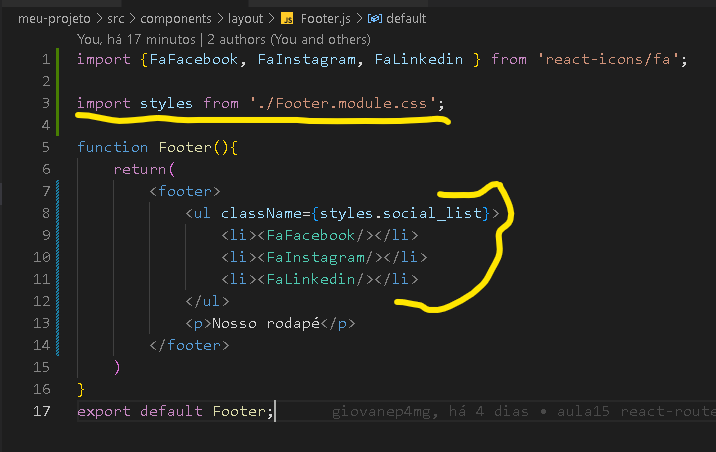 meu-projeto > src > components > layout > JS Footer.js > default
You, há 17 minutos | 2 authors (You and others)
1 import {FaFacebook, FaInstagram, FaLinkedin } from 'react-icons/fa';
2
3 import styles from './Footer.module.css';
4
5 function Footer(){
6 return(
7 <footer>
8 <ul className={styles.social_list}>
9 <li><FaFacebook/></li>
10 <li><FaInstagram/></li>
11 <li><FaLinkedin/></li>
12 </ul>
13 <p>Nosso rodapé</p>
14 </footer>
15 )
16 }
17 export default Footer; giovanep4mg, há 4 dias • aula15 react-route